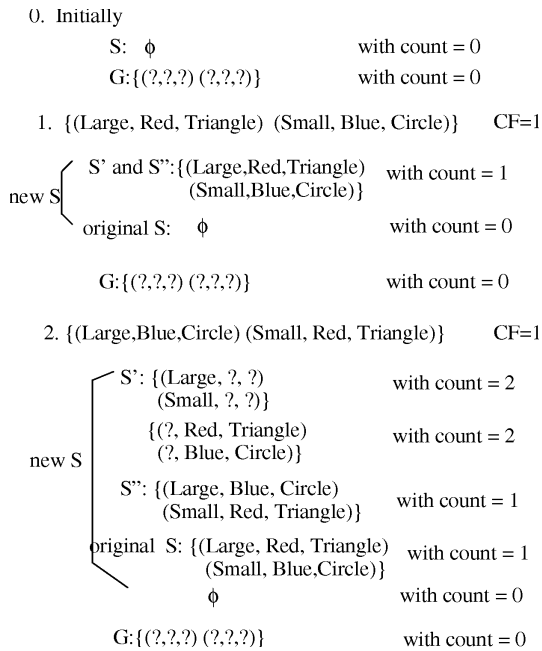 0. Initially
S: ϕ with count = 0
G:{(?,?,?) (?,?,?)} with count = 0
1. {(Large, Red, Triangle) (Small, Blue, Circle)} CF=1
S' and S'':{(Large,Red,Triangle) with count = 1
(Small,Blue,Circle)}
new S
original S: ϕ with count = 0
G:{(?,?,?) (?,?,?)} with count = 0
2. {(Large,Blue,Circle) (Small, Red, Triangle)} CF=1
S': {(Large, ?, ?) with count = 2
(Small, ?, ?)}
{(?, Red, Triangle) with count = 2
(?, Blue, Circle)}
new S
S'': {(Large, Blue, Circle) with count = 1
(Small, Red, Triangle)}
original S: {(Large, Red, Triangle) with count = 1
(Small, Blue,Circle)}
ϕ with count = 0
G:{(?,?,?) (?,?,?)} with count = 0